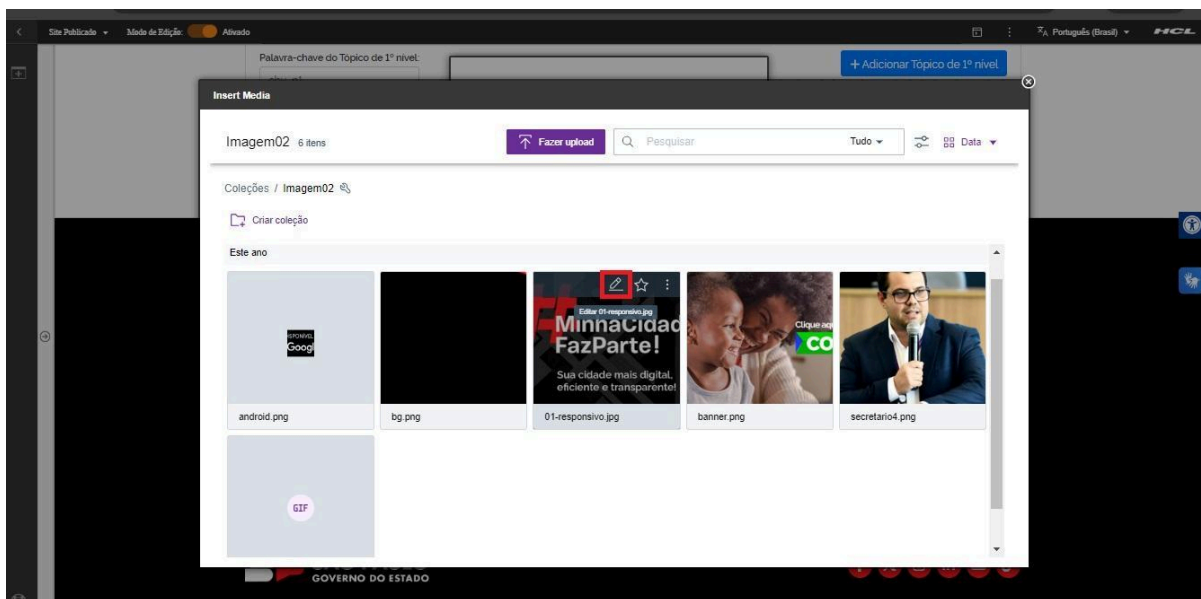 Site Publicado
Modo de Edição:
Ativado
Português (Brasil)
HCL
Palavra-chave do Tópico de 1º nível:
+ Adicionar Tópico de 1º nível
Insert Media
Imagem02 6 itens
Fazer upload
Pesquisar
Tudo
Data
Coleções / Imagem02
Criar coleção
Este ano
Editar 01-responsivo.jpg
Googl
MinhaCidad
FazParte!
Sua cidade mais digital,
eficiente e transparente!
Clique aq
CO
android.png
bg.png
01-responsivo.jpg
banner.png
secretario4.png
GIF
GOVERNO DO ESTADO